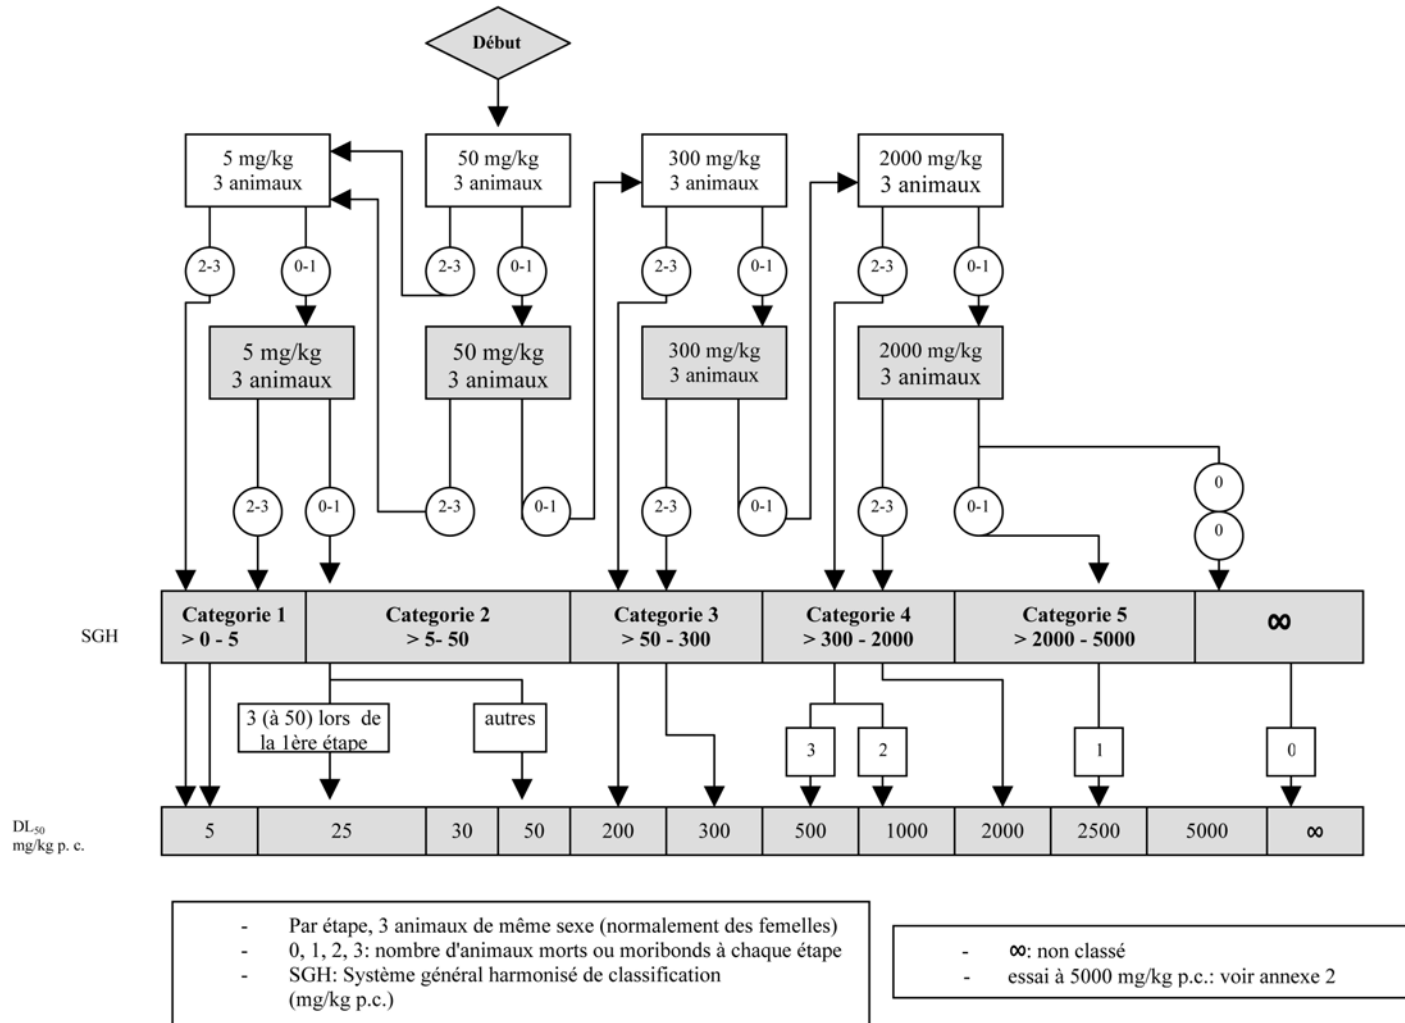 Début
5 mg/kg
3 animaux
50 mg/kg
3 animaux
300 mg/kg
3 animaux
2000 mg/kg
3 animaux
2-3
0-1
2-3
0-1
2-3
0-1
2-3
0-1
5 mg/kg
3 animaux
50 mg/kg
3 animaux
300 mg/kg
3 animaux
2000 mg/kg
3 animaux
2-3
0-1
2-3
0-1
2-3
0-1
2-3
0-1
0
0
SGH
Categorie 1
> 0 - 5
Categorie 2
> 5- 50
Categorie 3
> 50 - 300
Categorie 4
> 300 - 2000
Categorie 5
> 2000 - 5000
∞
3 (à 50) lors de
la 1ère étape
autres
3
2
1
0
DL50
mg/kg p. c.
5
25
30
50
200
300
500
1000
2000
2500
5000
∞
- Par étape, 3 animaux de même sexe (normalement des femelles)
- 0, 1, 2, 3: nombre d'animaux morts ou moribonds à chaque étape
- SGH: Système général harmonisé de classification
(mg/kg p.c.)
- ∞: non classé
- essai à 5000 mg/kg p.c.: voir annexe 2